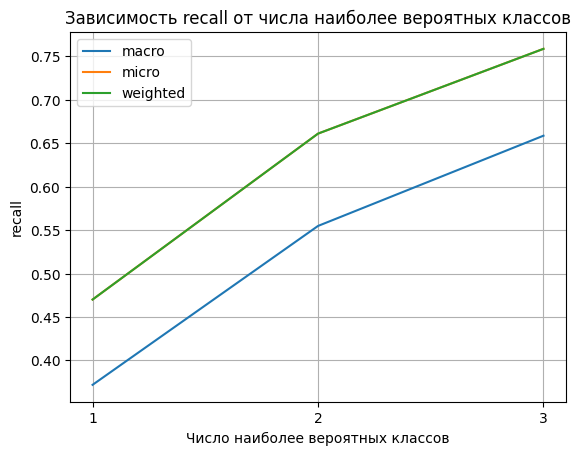 Зависимость recall от числа наиболее вероятных классов
macro
micro
weighted
0.75
0.70
0.65
0.60
0.55
0.50
0.45
0.40
recall
1
2
3
Число наиболее вероятных классов